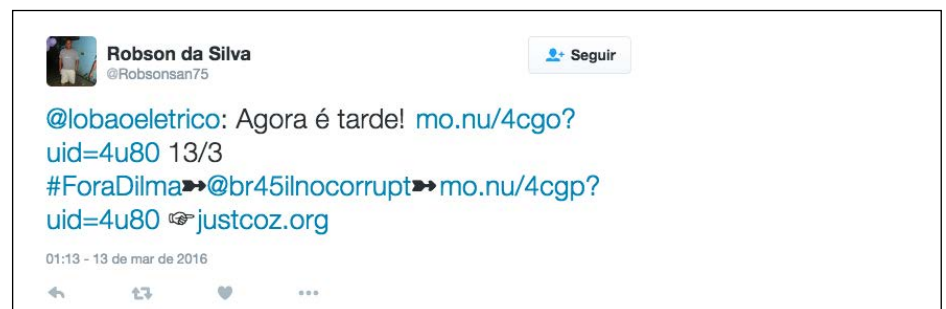 Robson da Silva
@Robsonsan75
Seguir
@lobaoeletrico: Agora é tarde! mo.nu/4cgo?
uid=4u80 13/3
#ForaDilma➳@br45ilnocorrupt➳mo.nu/4cgp?
uid=4u80 ☞justcoz.org
01:13 - 13 de mar de 2016